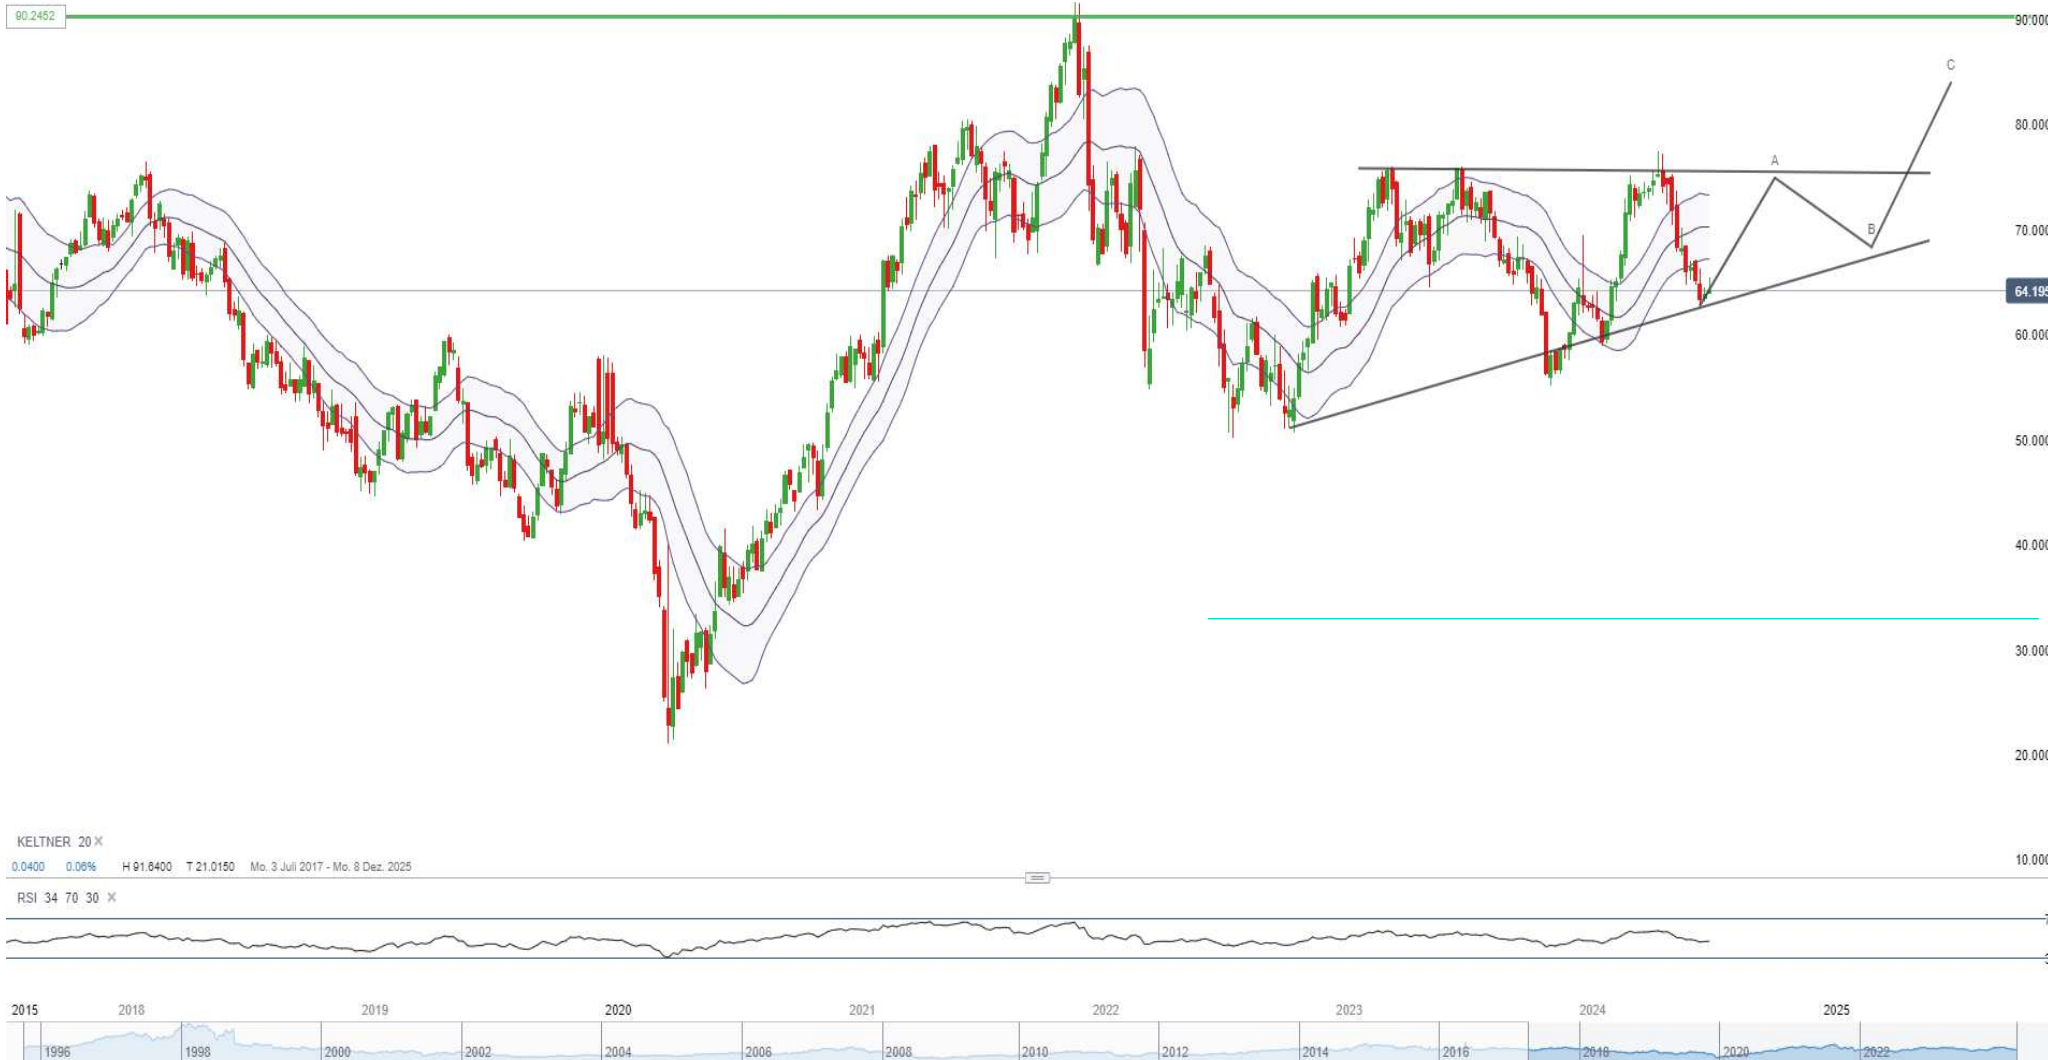 90.2452
90.000
C
80.000
A
70.000
B
64.195
60.000
50.000
40.000
30.000
20.000
10.000
KELTNER 20 X
0.0400 0.06% H 91.6400 T 21.0150 Mo. 3 Juli 2017 - Mo. 8 Dez. 2025
RSI 34 70 30 X
2015 2018 2019 2020 2021 2022 2023 2024 2025
1996 1998 2000 2002 2004 2006 2008 2010 2012 2014 2016 2018 2020 2022